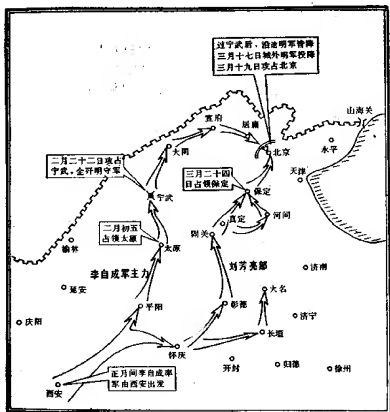 过宁武后，沿途明军皆降
三月十七日城外明军投降
三月十九日攻占北京
山海关
宣府
居庸
北京
永平
大同
天津
二月二十二日攻占
宁武，全歼明守军
三月二十四
日占领保定
保定
宁武
河间
真定
二月初五
占领太原
固关
榆林
太原
李自成军主力
刘芳亮部
济南
延安
大名
平阳
彰德
济宁
庆阳
怀庆
长垣
开封
归德
徐州
西安
正月间李自成率
军由西安出发